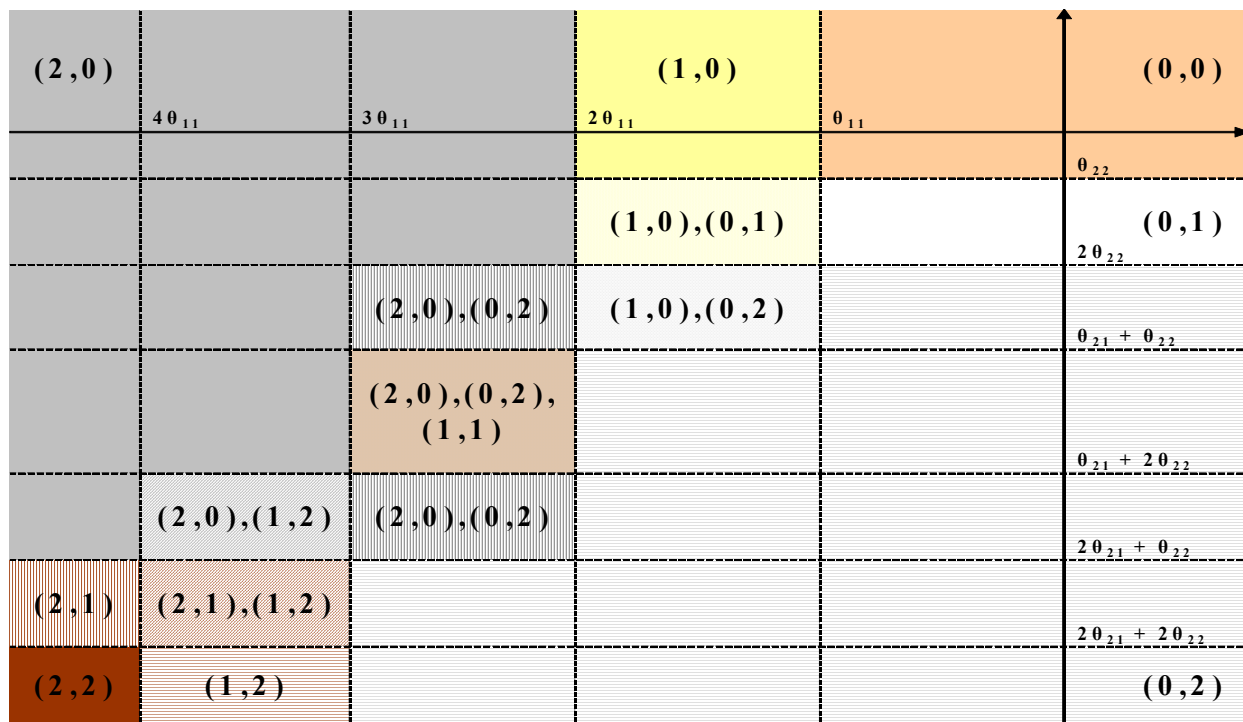 (2,0)
(1,0)
(0,0)
4θ₁₁
3θ₁₁
2θ₁₁
θ₁₁
θ₂₂
(1,0),(0,1)
(0,1)
2θ₂₂
(2,0),(0,2)
(1,0),(0,2)
θ₂₁ + θ₂₂
(2,0),(0,2),
(1,1)
θ₂₁ + 2θ₂₂
(2,0),(1,2)
(2,0),(0,2)
2θ₂₁ + θ₂₂
(2,1)
(2,1),(1,2)
2θ₂₁ + 2θ₂₂
(2,2)
(1,2)
(0,2)